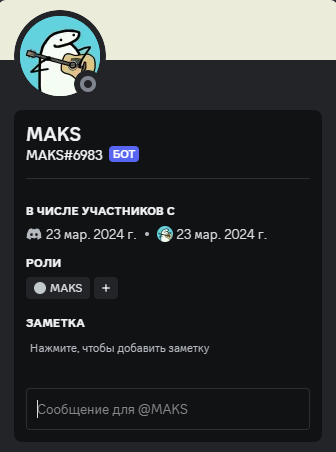 MAKS
MAKS#6983 БОТ
В ЧИСЛЕ УЧАСТНИКОВ С
23 мар. 2024 г. • 23 мар. 2024 г.
РОЛИ
MAKS +
ЗАМЕТКА
Нажмите, чтобы добавить заметку
Сообщение для @MAKS